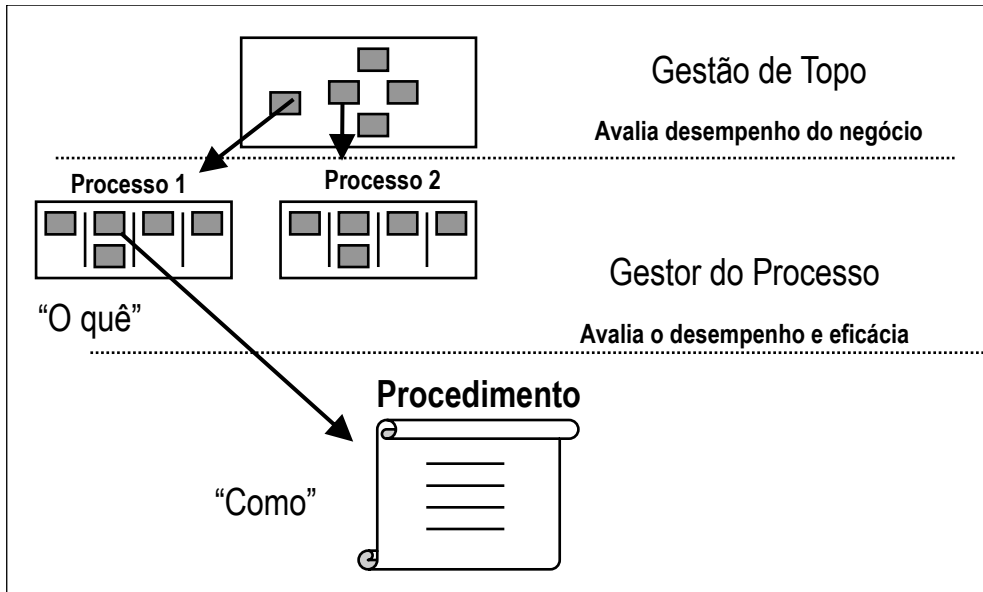 Gestão de Topo
Avalia desempenho do negócio
Processo 1
Processo 2
Gestor do Processo
“O quê”
Avalia o desempenho e eficácia
Procedimento
“Como”